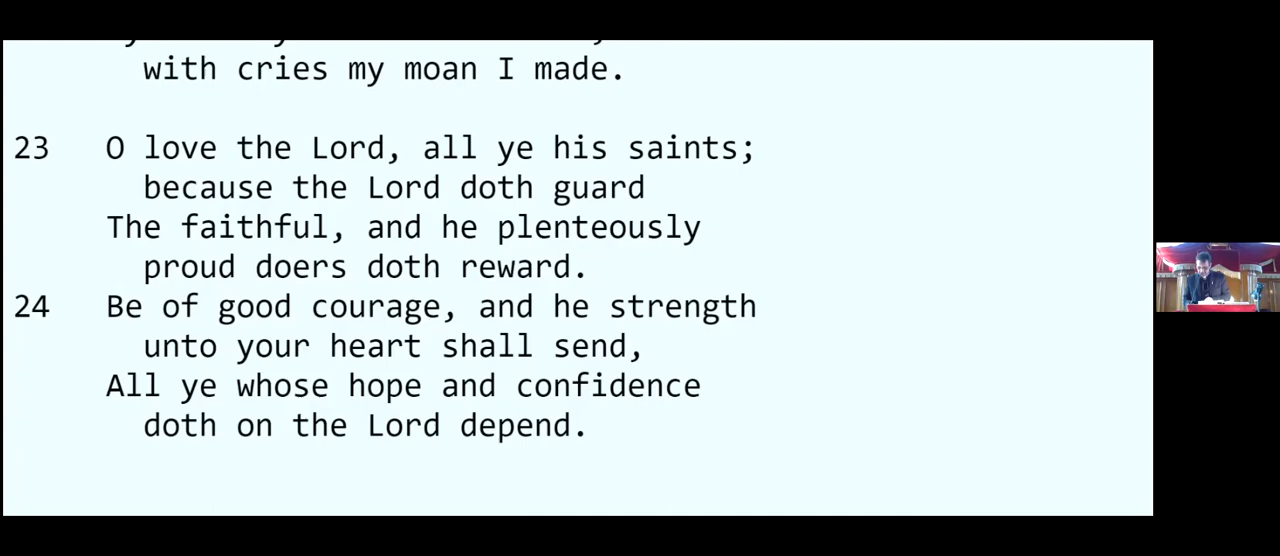 with cries my moan I made.
23 O love the Lord, all ye his saints;
because the Lord doth guard
The faithful, and he plenteously
proud doers doth reward.
24 Be of good courage, and he strength
unto your heart shall send,
All ye whose hope and confidence
doth on the Lord depend.